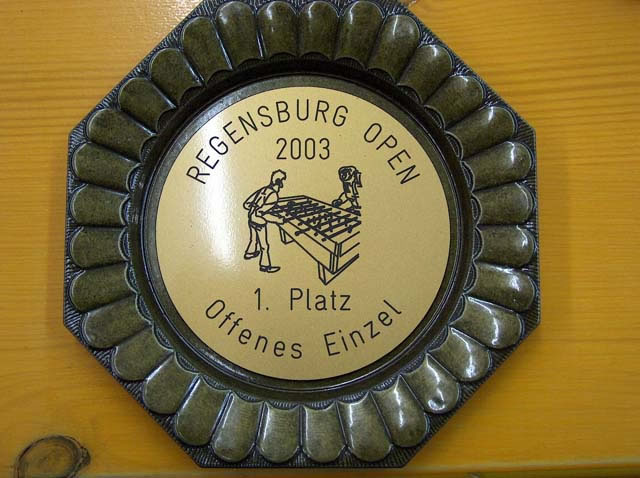 REGENSBURG OPEN
2003
1. Platz
Offenes Einzel